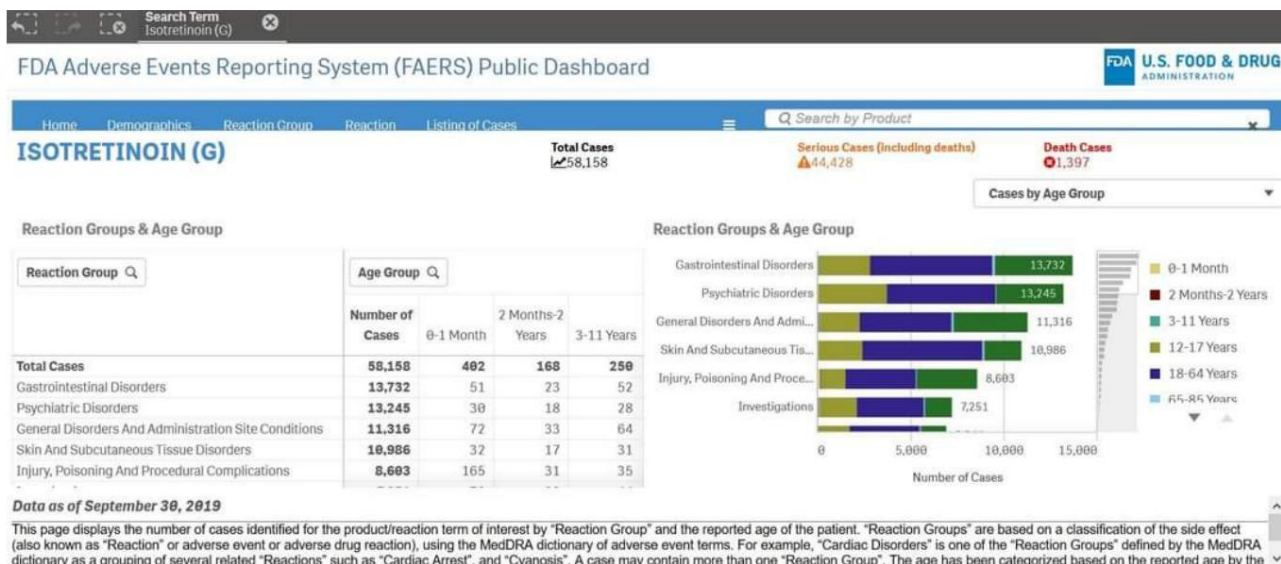 Search Term
Isotretinoin (G)
FDA Adverse Events Reporting System (FAERS) Public Dashboard
FDA U.S. FOOD & DRUG
ADMINISTRATION
Home Demographics Reaction Group Reaction Listing of Cases
Search by Product
ISOTRETINOIN (G)
Total Cases
58,158
Serious Cases (including deaths)
44,428
Death Cases
1,397
Cases by Age Group
Reaction Groups & Age Group
Reaction Group
Age Group
Number of Cases 0-1 Month 2 Months-2 Years 3-11 Years
Total Cases 58,158 402 168 250
Gastrointestinal Disorders 13,732 51 23 52
Psychiatric Disorders 13,245 30 18 28
General Disorders And Administration Site Conditions 11,316 72 33 64
Skin And Subcutaneous Tissue Disorders 10,986 32 17 31
Injury, Poisoning And Procedural Complications 8,603 165 31 35
Reaction Groups & Age Group
Gastrointestinal Disorders 13,732
Psychiatric Disorders 13,245
General Disorders And Admi... 11,316
Skin And Subcutaneous Tis... 10,986
Injury, Poisoning And Proce... 8,603
Investigations 7,251
0 5,000 10,000 15,000
Number of Cases
0-1 Month
2 Months-2 Years
3-11 Years
12-17 Years
18-64 Years
65-85 Years
Data as of September 30, 2019
This page displays the number of cases identified for the product/reaction term of interest by “Reaction Group” and the reported age of the patient. “Reaction Groups” are based on a classification of the side effect
(also known as “Reaction” or adverse event or adverse drug reaction), using the MedDRA dictionary of adverse event terms. For example, “Cardiac Disorders” is one of the “Reaction Groups” defined by the MedDRA
dictionary as a grouping of several related “Reactions” such as “Cardiac Arrest”, and “Cyanosis”. A case may contain more than one “Reaction Group”. The age has been categorized based on the reported age by the